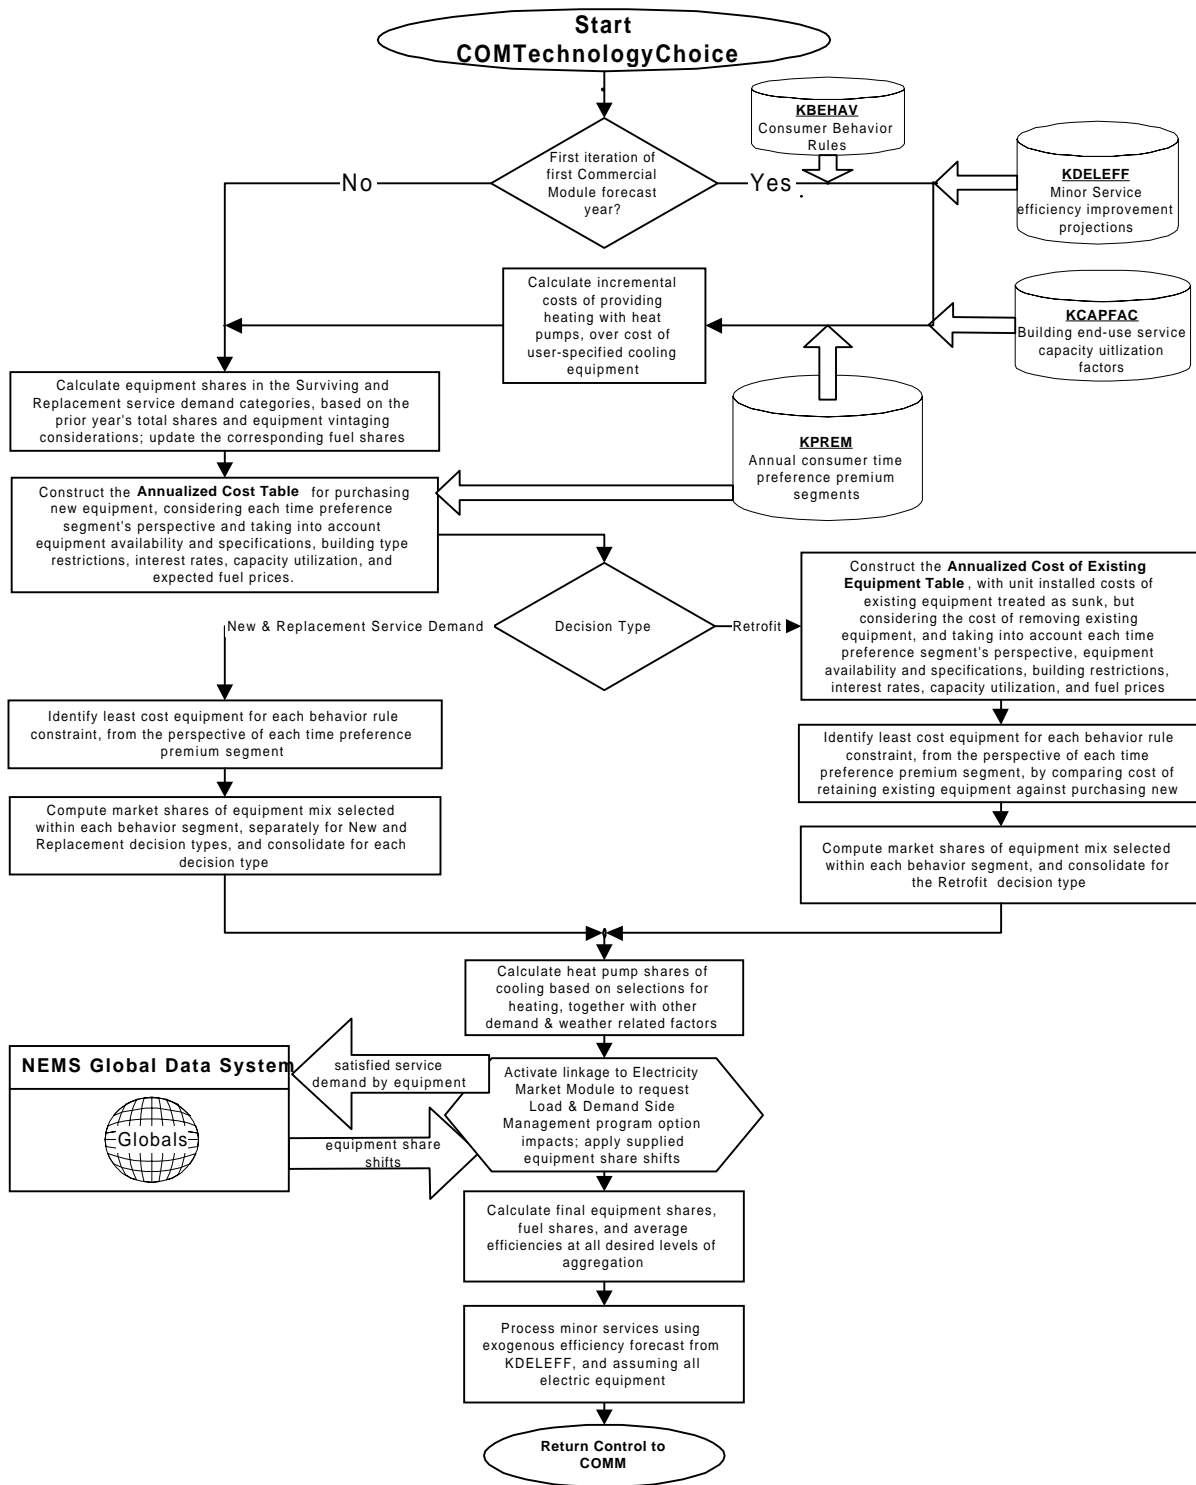 Start
COMTechnologyChoice
KBEHAV
Consumer Behavior
Rules
First iteration of
first Commercial
Module forecast
year?
No
Yes
KDELEFF
Minor Service
efficiency improvement
projections
Calculate incremental
costs of providing
heating with heat
pumps, over cost of
user-specified cooling
equipment
KCAPFAC
Building end-use service
capacity uitlization
factors
Calculate equipment shares in the Surviving and
Replacement service demand categories, based on the
prior year's total shares and equipment vintaging
considerations; update the corresponding fuel shares
KPREM
Annual consumer time
preference premium
segments
Construct the Annualized Cost Table for purchasing
new equipment, considering each time preference
segment's perspective and taking into account
equipment availability and specifications, building type
restrictions, interest rates, capacity utilization, and
expected fuel prices.
New & Replacement Service Demand
Decision Type
Retrofit
Construct the Annualized Cost of Existing
Equipment Table, with unit installed costs of
existing equipment treated as sunk, but
considering the cost of removing existing
equipment, and taking into account each time
preference segment's perspective, equipment
availability and specifications, building restrictions,
interest rates, capacity utilization, and fuel prices
Identify least cost equipment for each behavior rule
constraint, from the perspective of each time preference
premium segment
Identify least cost equipment for each behavior rule
constraint, from the perspective of each time
preference premium segment, by comparing cost of
retaining existing equipment against purchasing new
Compute market shares of equipment mix selected
within each behavior segment, separately for New and
Replacement decision types, and consolidate for each
decision type
Compute market shares of equipment mix selected
within each behavior segment, and consolidate for
the Retrofit decision type
Calculate heat pump shares of
cooling based on selections for
heating, together with other
demand & weather related factors
NEMS Global Data System
Globals
satisfied service
demand by equipment
equipment share
shifts
Activate linkage to Electricity
Market Module to request
Load & Demand Side
Management program option
impacts; apply supplied
equipment share shifts
Calculate final equipment shares,
fuel shares, and average
efficiencies at all desired levels of
aggregation
Process minor services using
exogenous efficiency forecast from
KDELEFF, and assuming all
electric equipment
Return Control to
COMM